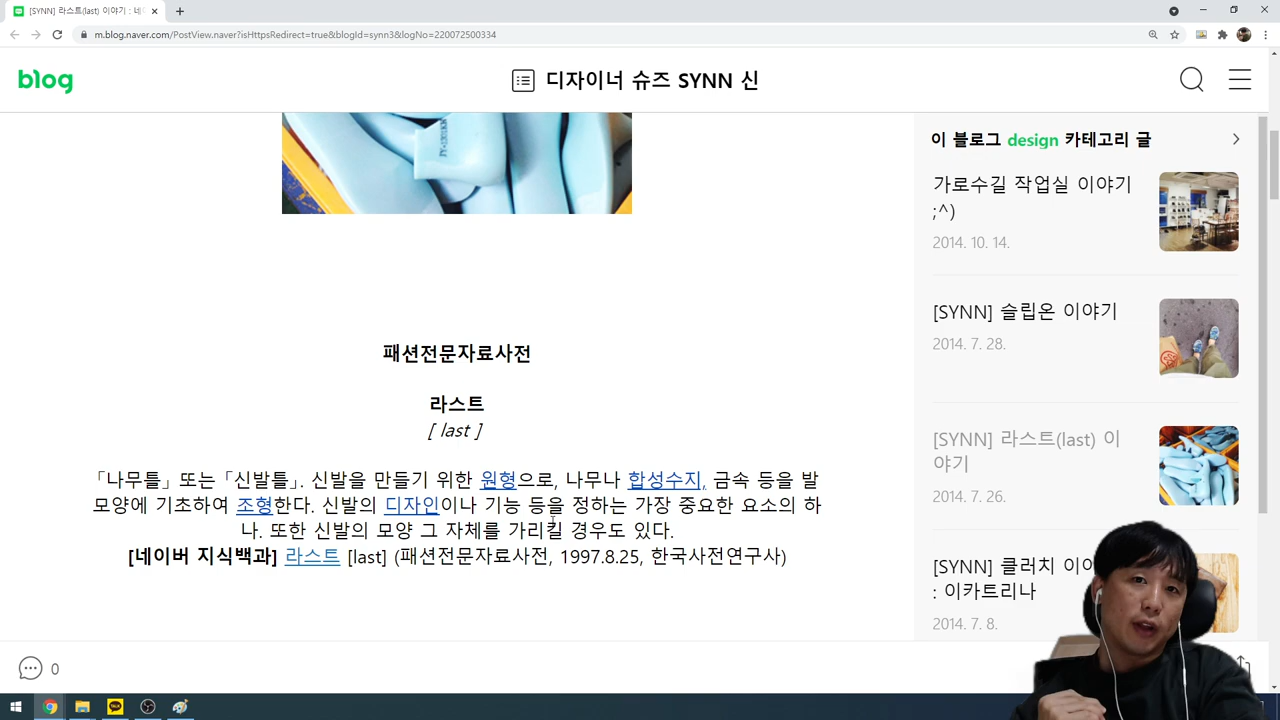 [SYNN] 라스트(last) 이야기 : 네이
m.blog.naver.com/PostView.naver?isHttpsRedirect=true&blogId=synn3&logNo=220072500334
blog
디자이너 슈즈 SYNN 신
패션전문자료사전
라스트
[ last ]
「나무틀」 또는 「신발틀」. 신발을 만들기 위한 원형으로, 나무나 합성수지, 금속 등을 발
모양에 기초하여 조형한다. 신발의 디자인이나 기능 등을 정하는 가장 중요한 요소의 하
나. 또한 신발의 모양 그 자체를 가리킬 경우도 있다.
[네이버 지식백과] 라스트 [last] (패션전문자료사전, 1997.8.25, 한국사전연구사)
이 블로그 design 카테고리 글
가로수길 작업실 이야기
;^)
2014. 10. 14.
[SYNN] 슬립온 이야기
2014. 7. 28.
[SYNN] 라스트(last) 이
야기
2014. 7. 26.
[SYNN] 클러치 이야
: 이카트리나
2014. 7. 8.
0